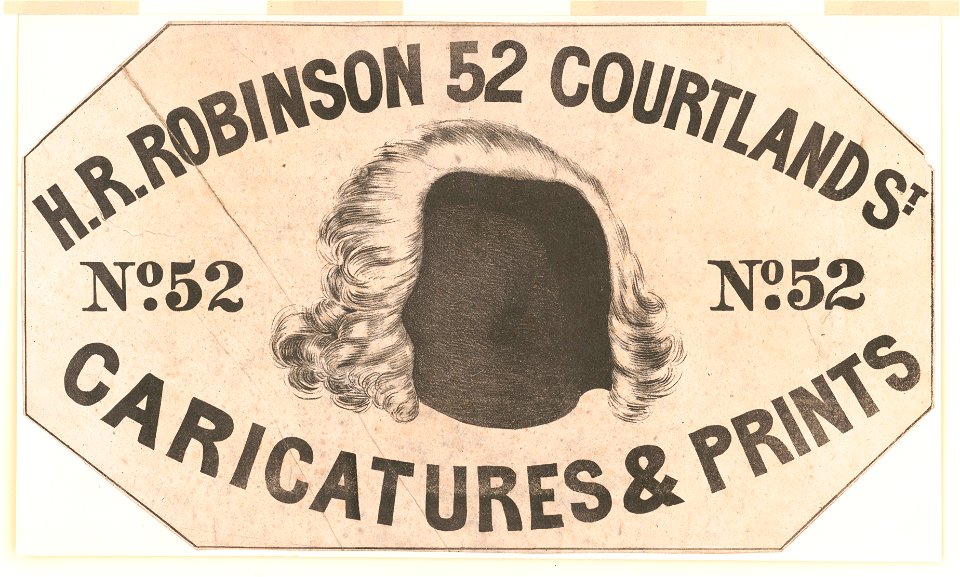 H.R. ROBINSON 52 COURTLAND ST
No. 52
No. 52
CARICATURES & PRINTS